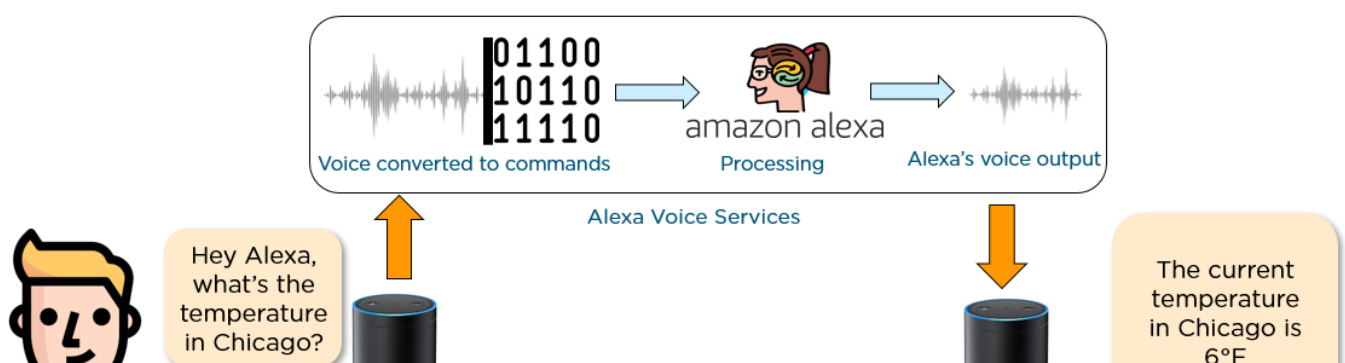 01100
10110
11110
amazon alexa
Voice converted to commands
Processing
Alexa's voice output
Alexa Voice Services
Hey Alexa,
what's the
temperature
in Chicago?
The current
temperature
in Chicago is
6°F